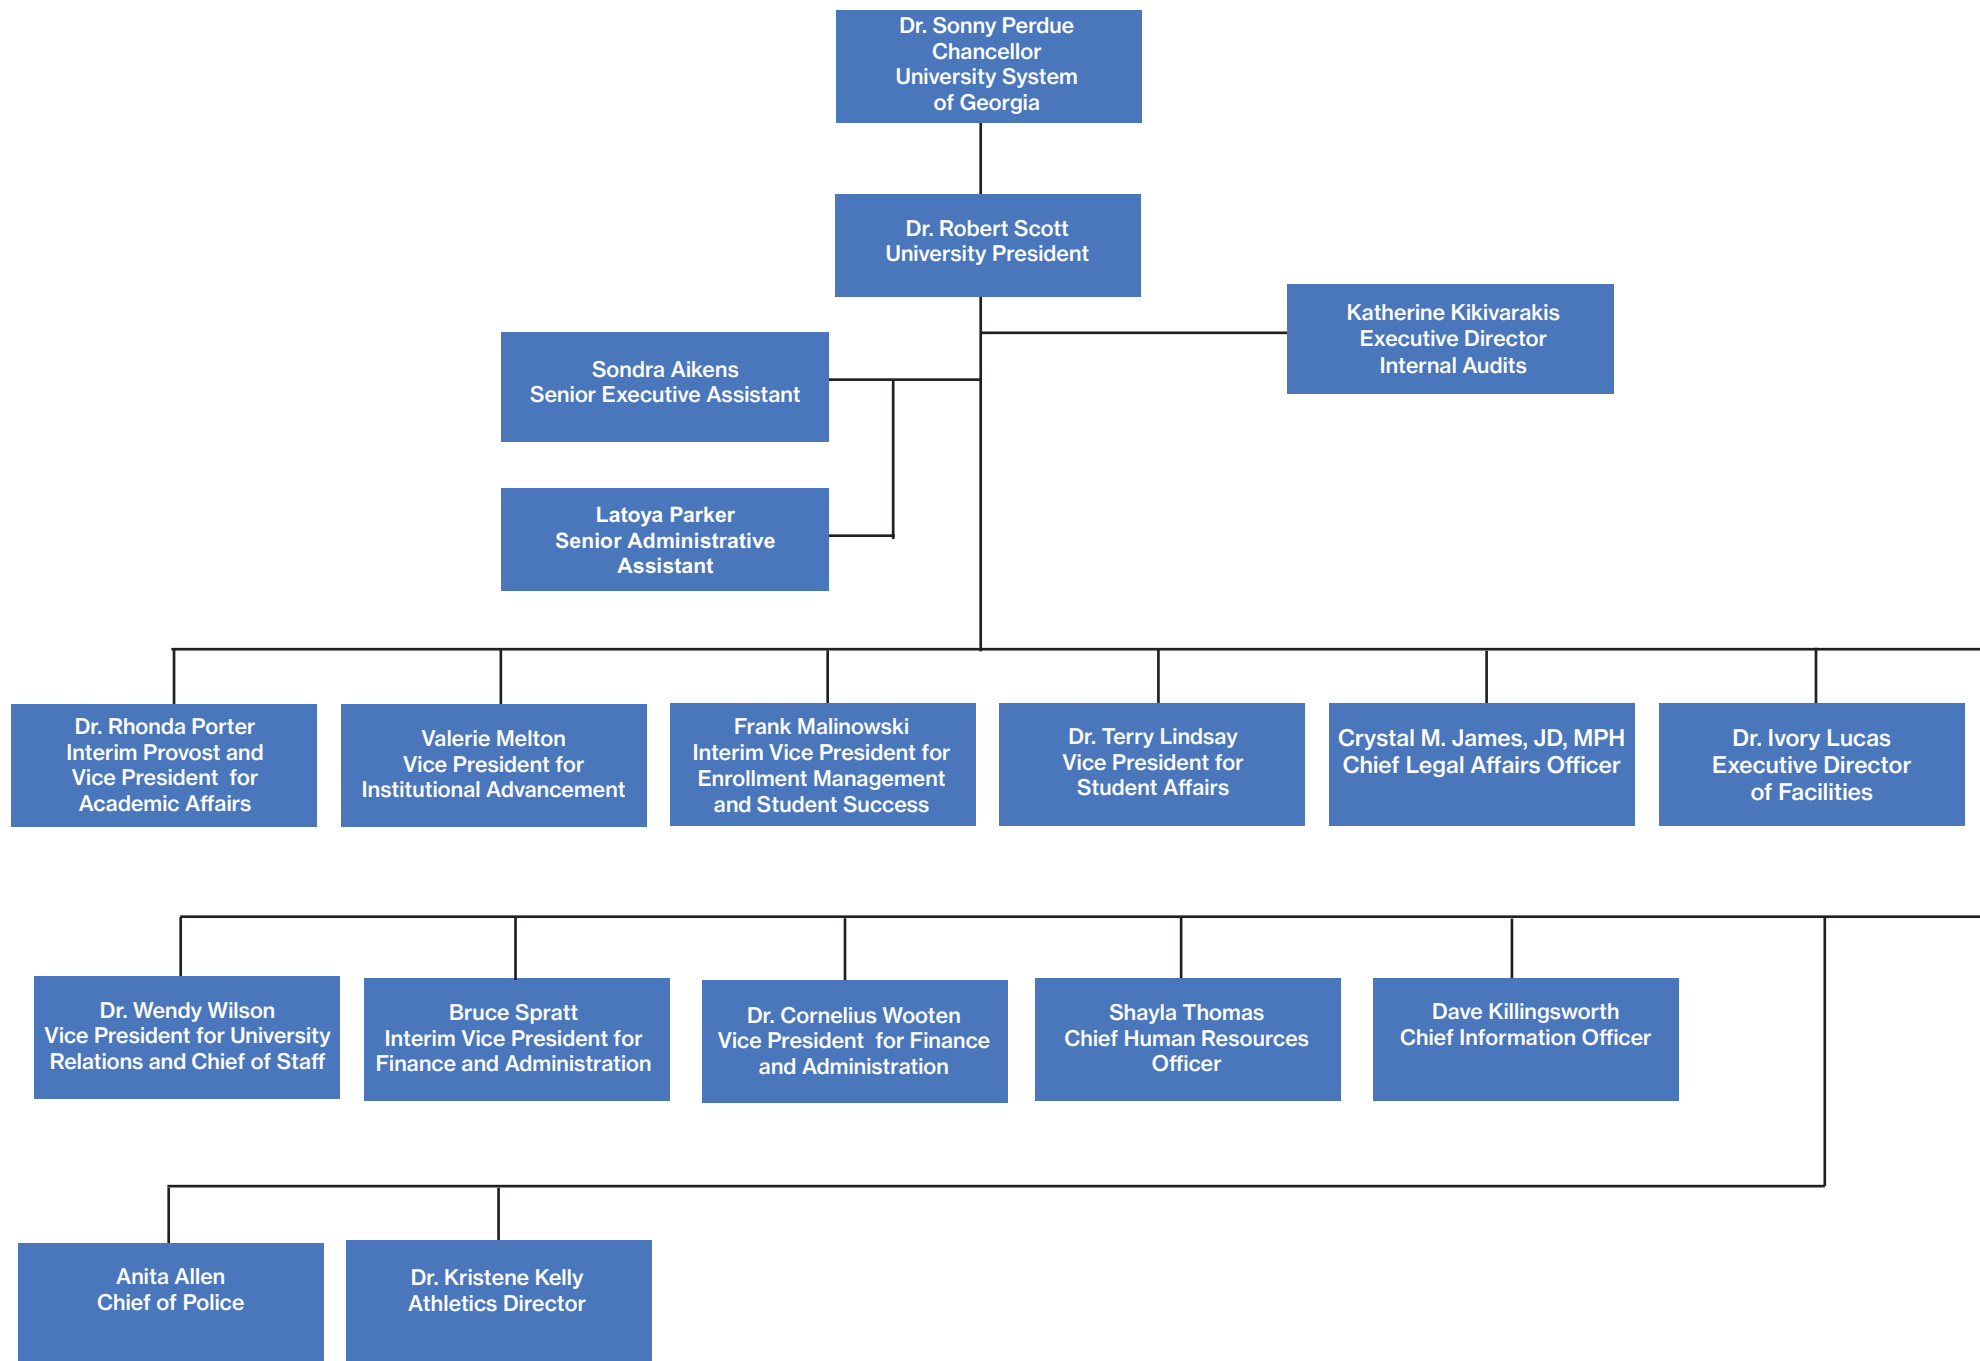 Dr. Sonny Perdue
Chancellor
University System
of Georgia
Dr. Robert Scott
University President
Katherine Kikivarakis
Executive Director
Internal Audits
Sondra Aikens
Senior Executive Assistant
Latoya Parker
Senior Administrative
Assistant
Dr. Rhonda Porter
Interim Provost and
Vice President for
Academic Affairs
Valerie Melton
Vice President for
Institutional Advancement
Frank Malinowski
Interim Vice President for
Enrollment Management
and Student Success
Dr. Terry Lindsay
Vice President for
Student Affairs
Crystal M. James, JD, MPH
Chief Legal Affairs Officer
Dr. Ivory Lucas
Executive Director
of Facilities
Dr. Wendy Wilson
Vice President for University
Relations and Chief of Staff
Bruce Spratt
Interim Vice President for
Finance and Administration
Dr. Cornelius Wooten
Vice President for Finance
and Administration
Shayla Thomas
Chief Human Resources
Officer
Dave Killingsworth
Chief Information Officer
Anita Allen
Chief of Police
Dr. Kristene Kelly
Athletics Director